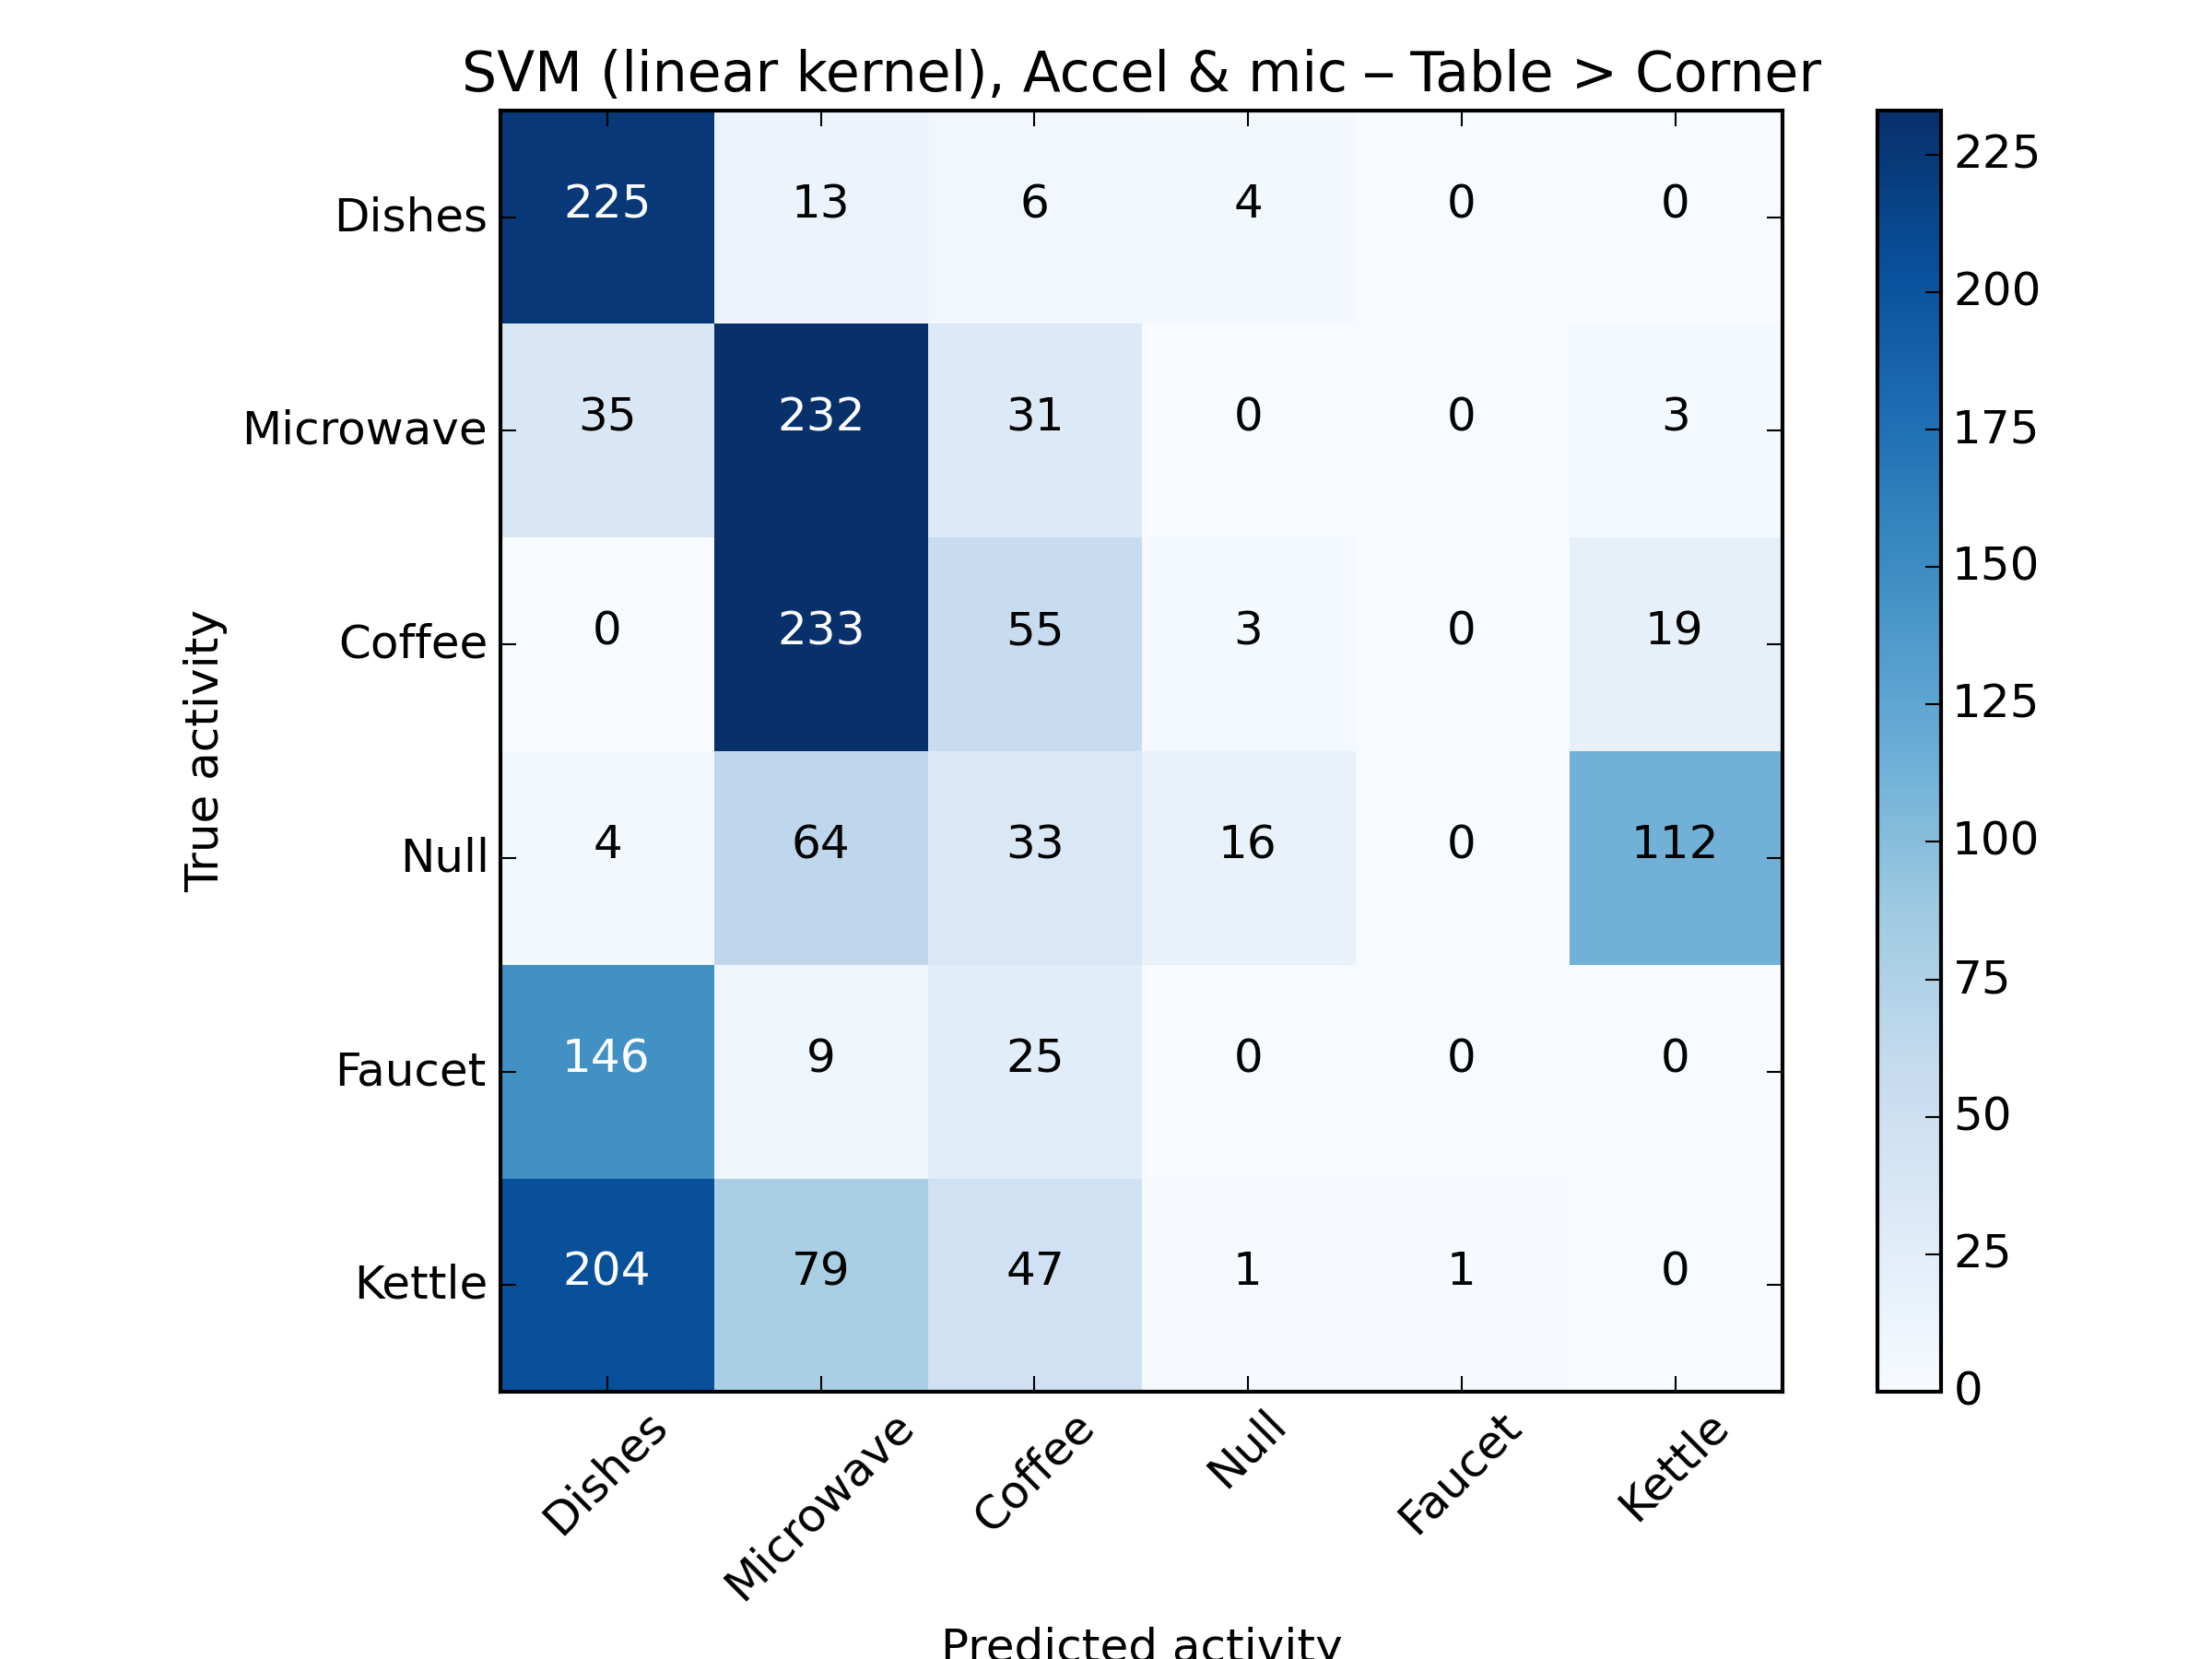 SVM (linear kernel), Accel & mic – Table > Corner
Dishes 225 13 6 4 0 0
Microwave 35 232 31 0 0 3
Coffee 0 233 55 3 0 19
Null 4 64 33 16 0 112
Faucet 146 9 25 0 0 0
Kettle 204 79 47 1 1 0
True activity
Dishes Microwave Coffee Null Faucet Kettle
Predicted activity
225
200
175
150
125
100
75
50
25
0